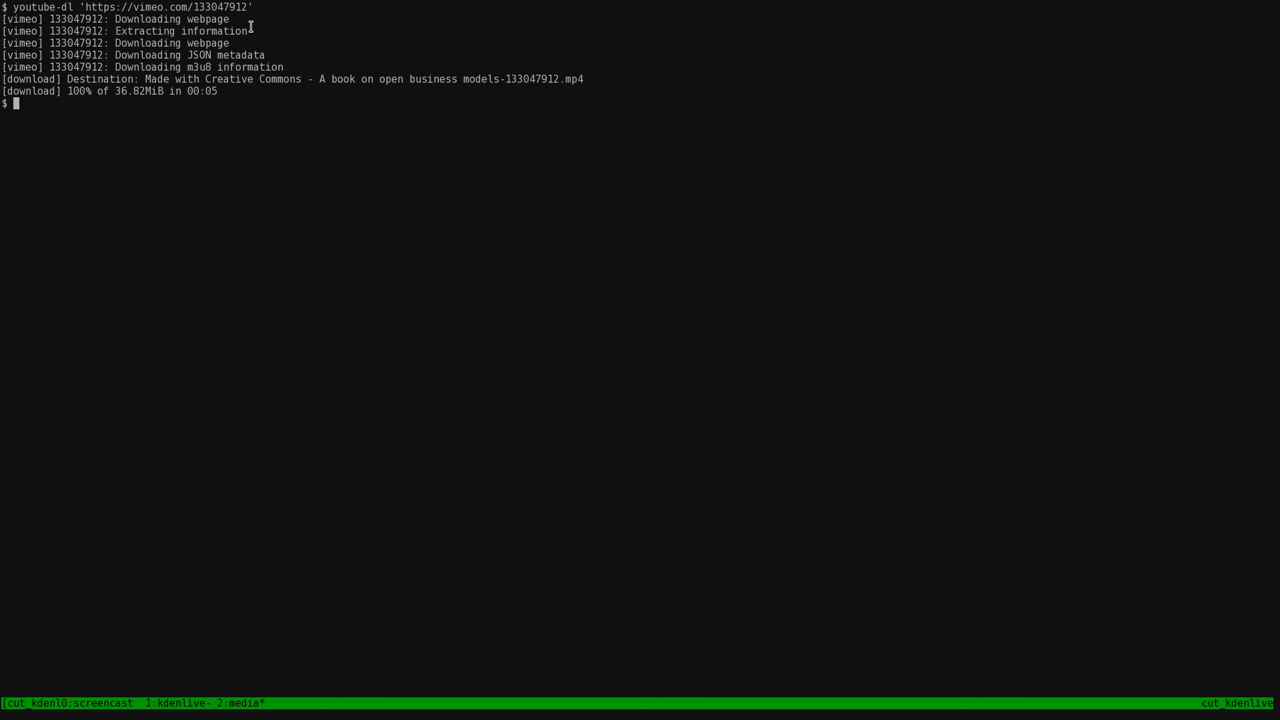 $ youtube-dl 'https://vimeo.com/133047912'
[vimeo] 133047912: Downloading webpage
[vimeo] 133047912: Extracting information
[vimeo] 133047912: Downloading webpage
[vimeo] 133047912: Downloading JSON metadata
[vimeo] 133047912: Downloading m3u8 information
[download] Destination: Made with Creative Commons - A book on open business models-133047912.mp4
[download] 100% of 36.82MiB in 00:05
$
[cut_kdenl0:screencast  1:kdenlive- 2:media* cut_kdenlive